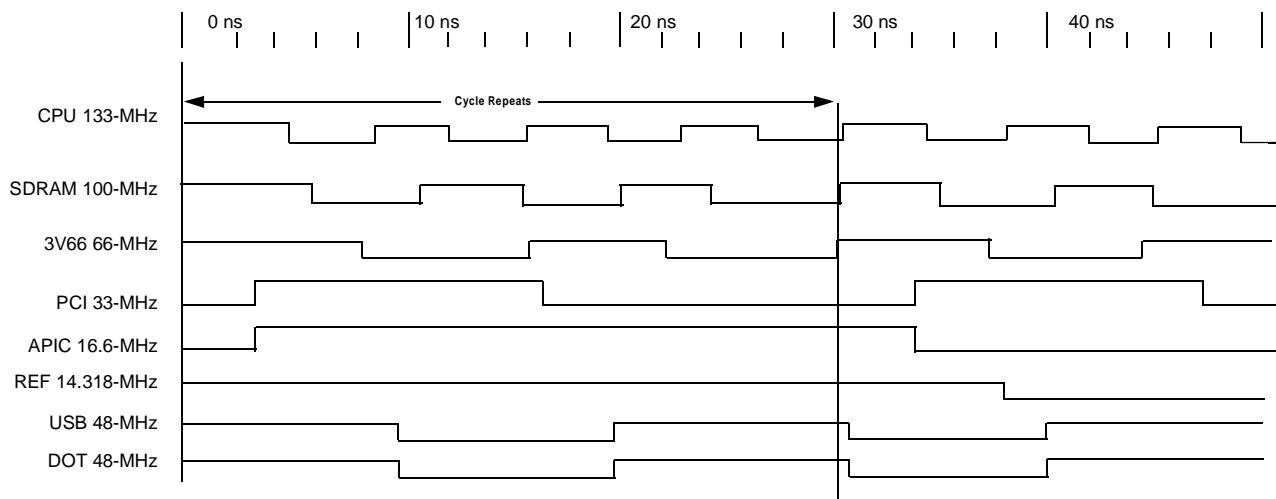 0 ns 10 ns 20 ns 30 ns 40 ns
Cycle Repeats
CPU 133-MHz
SDRAM 100-MHz
3V66 66-MHz
PCI 33-MHz
APIC 16.6-MHz
REF 14.318-MHz
USB 48-MHz
DOT 48-MHz